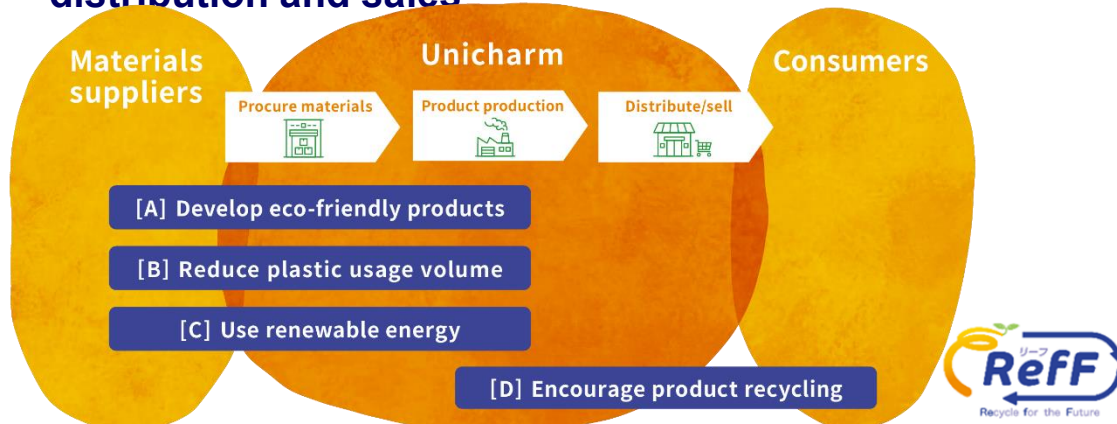 distribution and sales
Materials
suppliers
Unicharm
Consumers
Procure materials
Product production
Distribute/sell
[A] Develop eco-friendly products
[B] Reduce plastic usage volume
[C] Use renewable energy
[D] Encourage product recycling
リーフ
RefF
Recycle for the Future